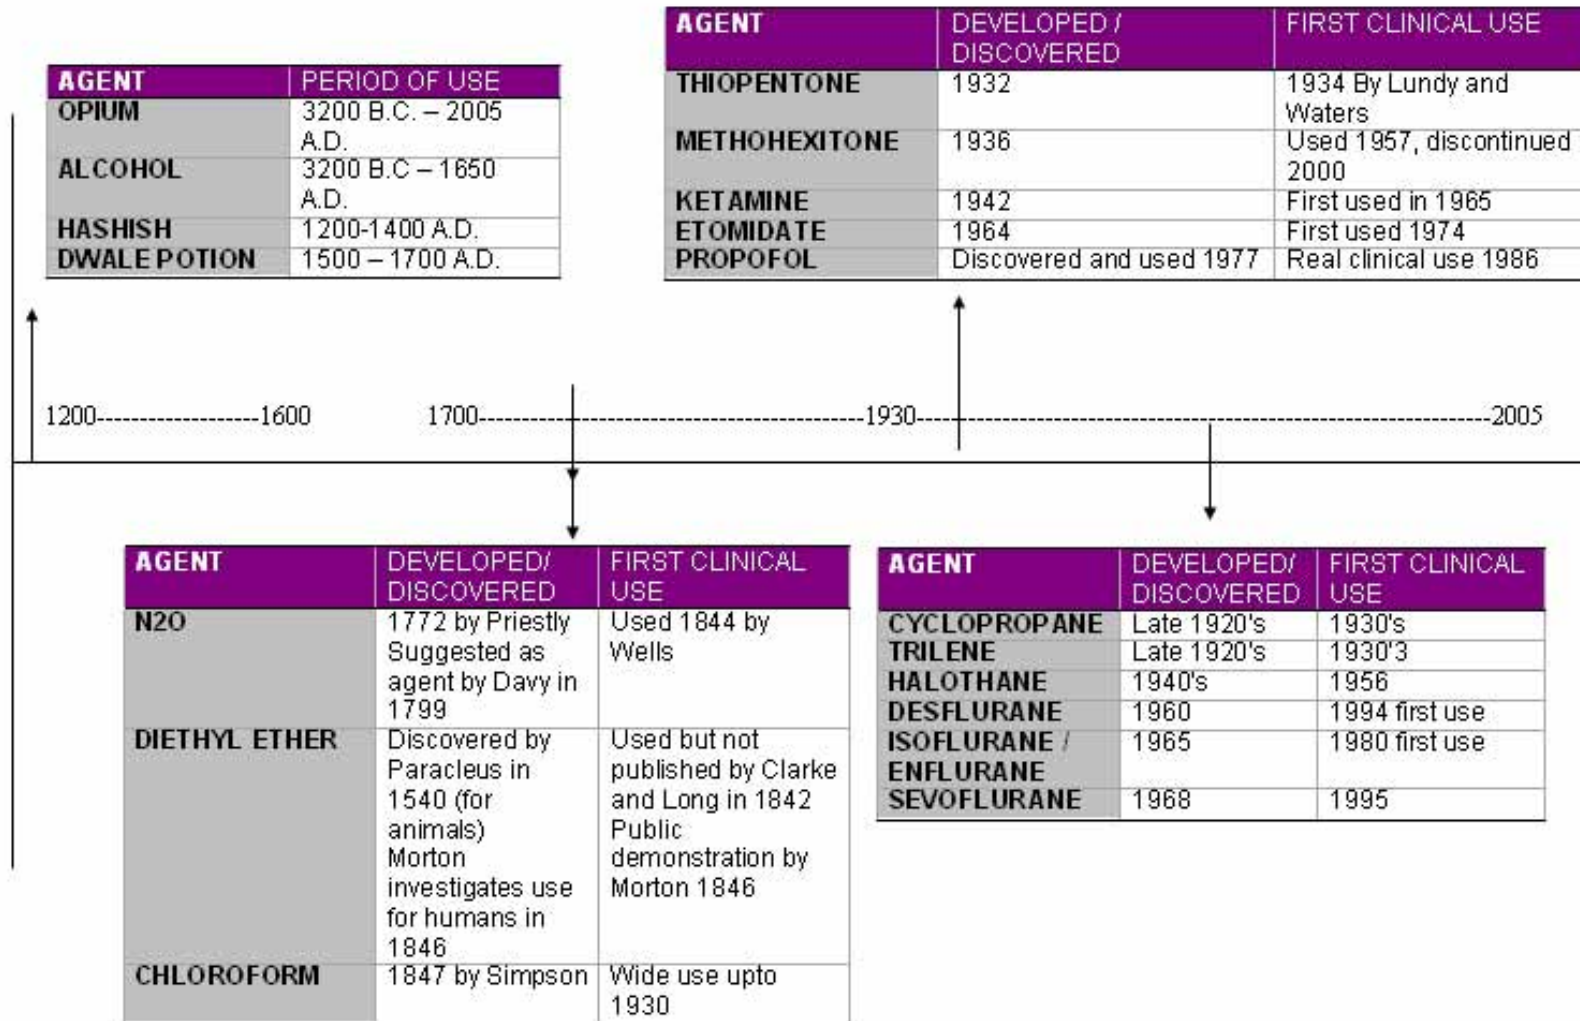 AGENT PERIOD OF USE
OPIUM 3200 B.C. – 2005
A.D.
ALCOHOL 3200 B.C – 1650
A.D.
HASHISH 1200-1400 A.D.
DWALE POTION 1500 – 1700 A.D.
AGENT DEVELOPED / FIRST CLINICAL USE
DISCOVERED
THIOPENTONE 1932 1934 By Lundy and
Waters
METHOHEXITONE 1936 Used 1957, discontinued
2000
KETAMINE 1942 First used in 1965
ETOMIDATE 1964 First used 1974
PROPOFOL Discovered and used 1977 Real clinical use 1986
1200-------------------1600 1700---------------------------------------1930----------------------------------------------------------2005
AGENT DEVELOPED/ FIRST CLINICAL
DISCOVERED USE
N2O 1772 by Priestly Used 1844 by
Suggested as Wells
agent by Davy in
1799
DIETHYL ETHER Discovered by Used but not
Paracleus in published by Clarke
1540 (for and Long in 1842
animals) Public
Morton demonstration by
investigates use Morton 1846
for humans in
1846
CHLOROFORM 1847 by Simpson Wide use upto
1930
AGENT DEVELOPED/ FIRST CLINICAL
DISCOVERED USE
CYCLOPROPANE Late 1920's 1930's
TRILENE Late 1920's 1930'3
HALOTHANE 1940's 1956
DESFLURANE 1960 1994 first use
ISOFLURANE / 1965 1980 first use
ENFLURANE
SEVOFLURANE 1968 1995